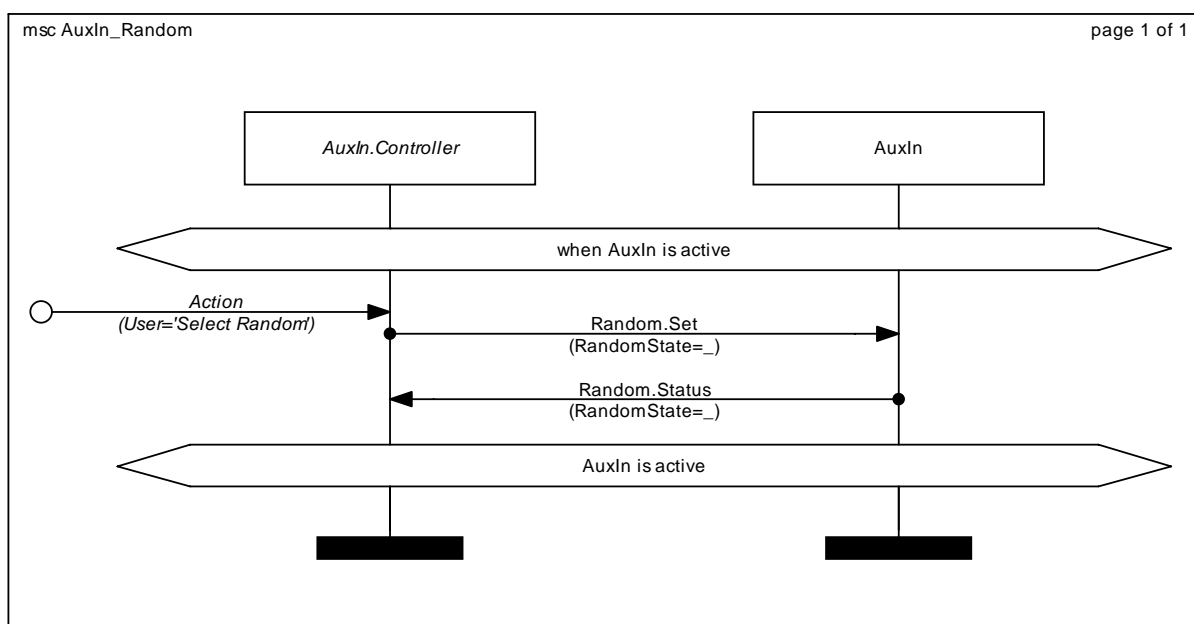 msc AuxIn_Random
page 1 of 1
AuxIn.Controller
AuxIn
when AuxIn is active
Action
(User='Select Random')
Random.Set
(RandomState=_)
Random.Status
(RandomState=_)
AuxIn is active